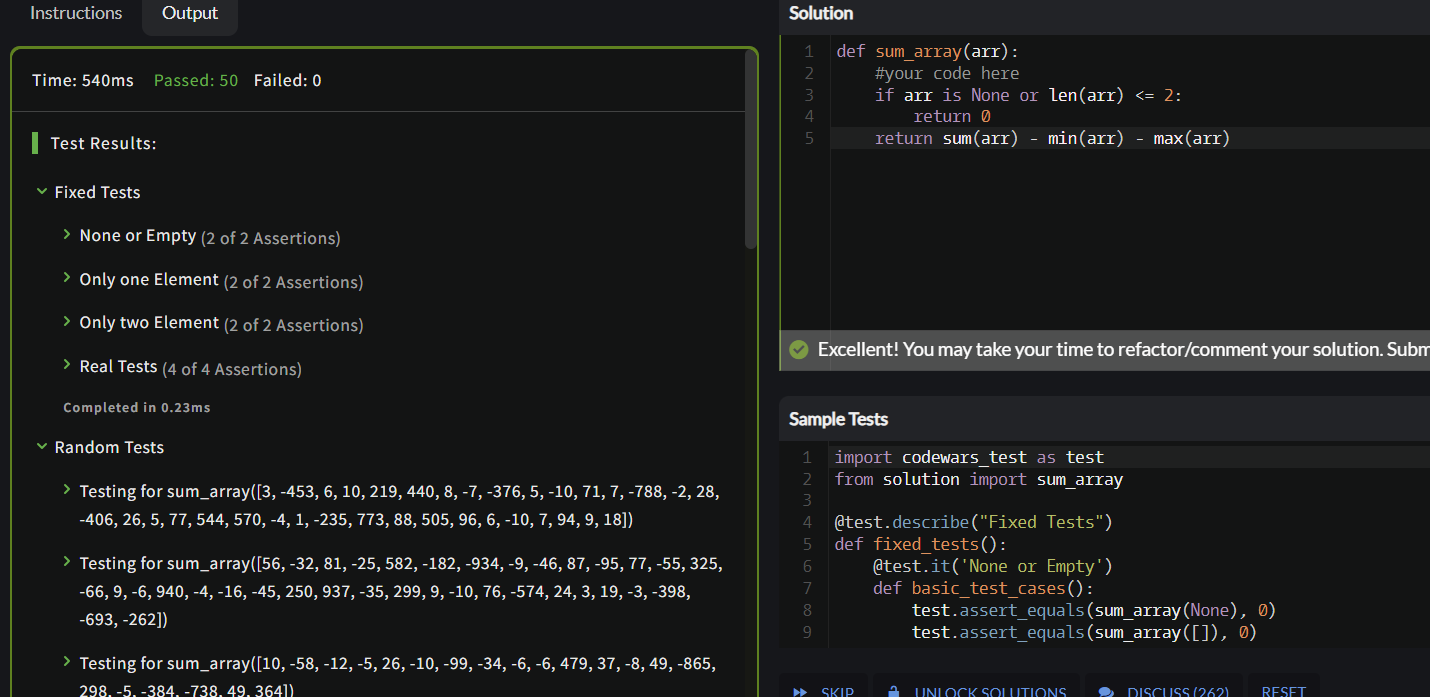 Instructions
Output
Time: 540ms Passed: 50 Failed: 0
Test Results:
Fixed Tests
None or Empty (2 of 2 Assertions)
Only one Element (2 of 2 Assertions)
Only two Element (2 of 2 Assertions)
Real Tests (4 of 4 Assertions)
Completed in 0.23ms
Random Tests
Testing for sum_array([3, -453, 6, 10, 219, 440, 8, -7, -376, 5, -10, 71, 7, -788, -2, 28,
-406, 26, 5, 77, 544, 570, -4, 1, -235, 773, 88, 505, 96, 6, -10, 7, 94, 9, 18])
Testing for sum_array([56, -32, 81, -25, 582, -182, -934, -9, -46, 87, -95, 77, -55, 325,
-66, 9, -6, 940, -4, -16, -45, 250, 937, -35, 299, 9, -10, 76, -574, 24, 3, 19, -3, -398,
-693, -262])
Testing for sum_array([10, -58, -12, -5, 26, -10, -99, -34, -6, -6, 479, 37, -8, 49, -865,
298, -5, -384, -738, 49, 364])
Solution
1 def sum_array(arr):
2     #your code here
3     if arr is None or len(arr) <= 2:
4         return 0
5     return sum(arr) - min(arr) - max(arr)
Excellent! You may take your time to refactor/comment your solution. Subm
Sample Tests
1 import codewars_test as test
2 from solution import sum_array
3
4 @test.describe("Fixed Tests")
5 def fixed_tests():
6     @test.it('None or Empty')
7     def basic_test_cases():
8         test.assert_equals(sum_array(None), 0)
9         test.assert_equals(sum_array([]), 0)
SKIP
UNLOCK SOLUTIONS
DISCUSS (262)
RESET